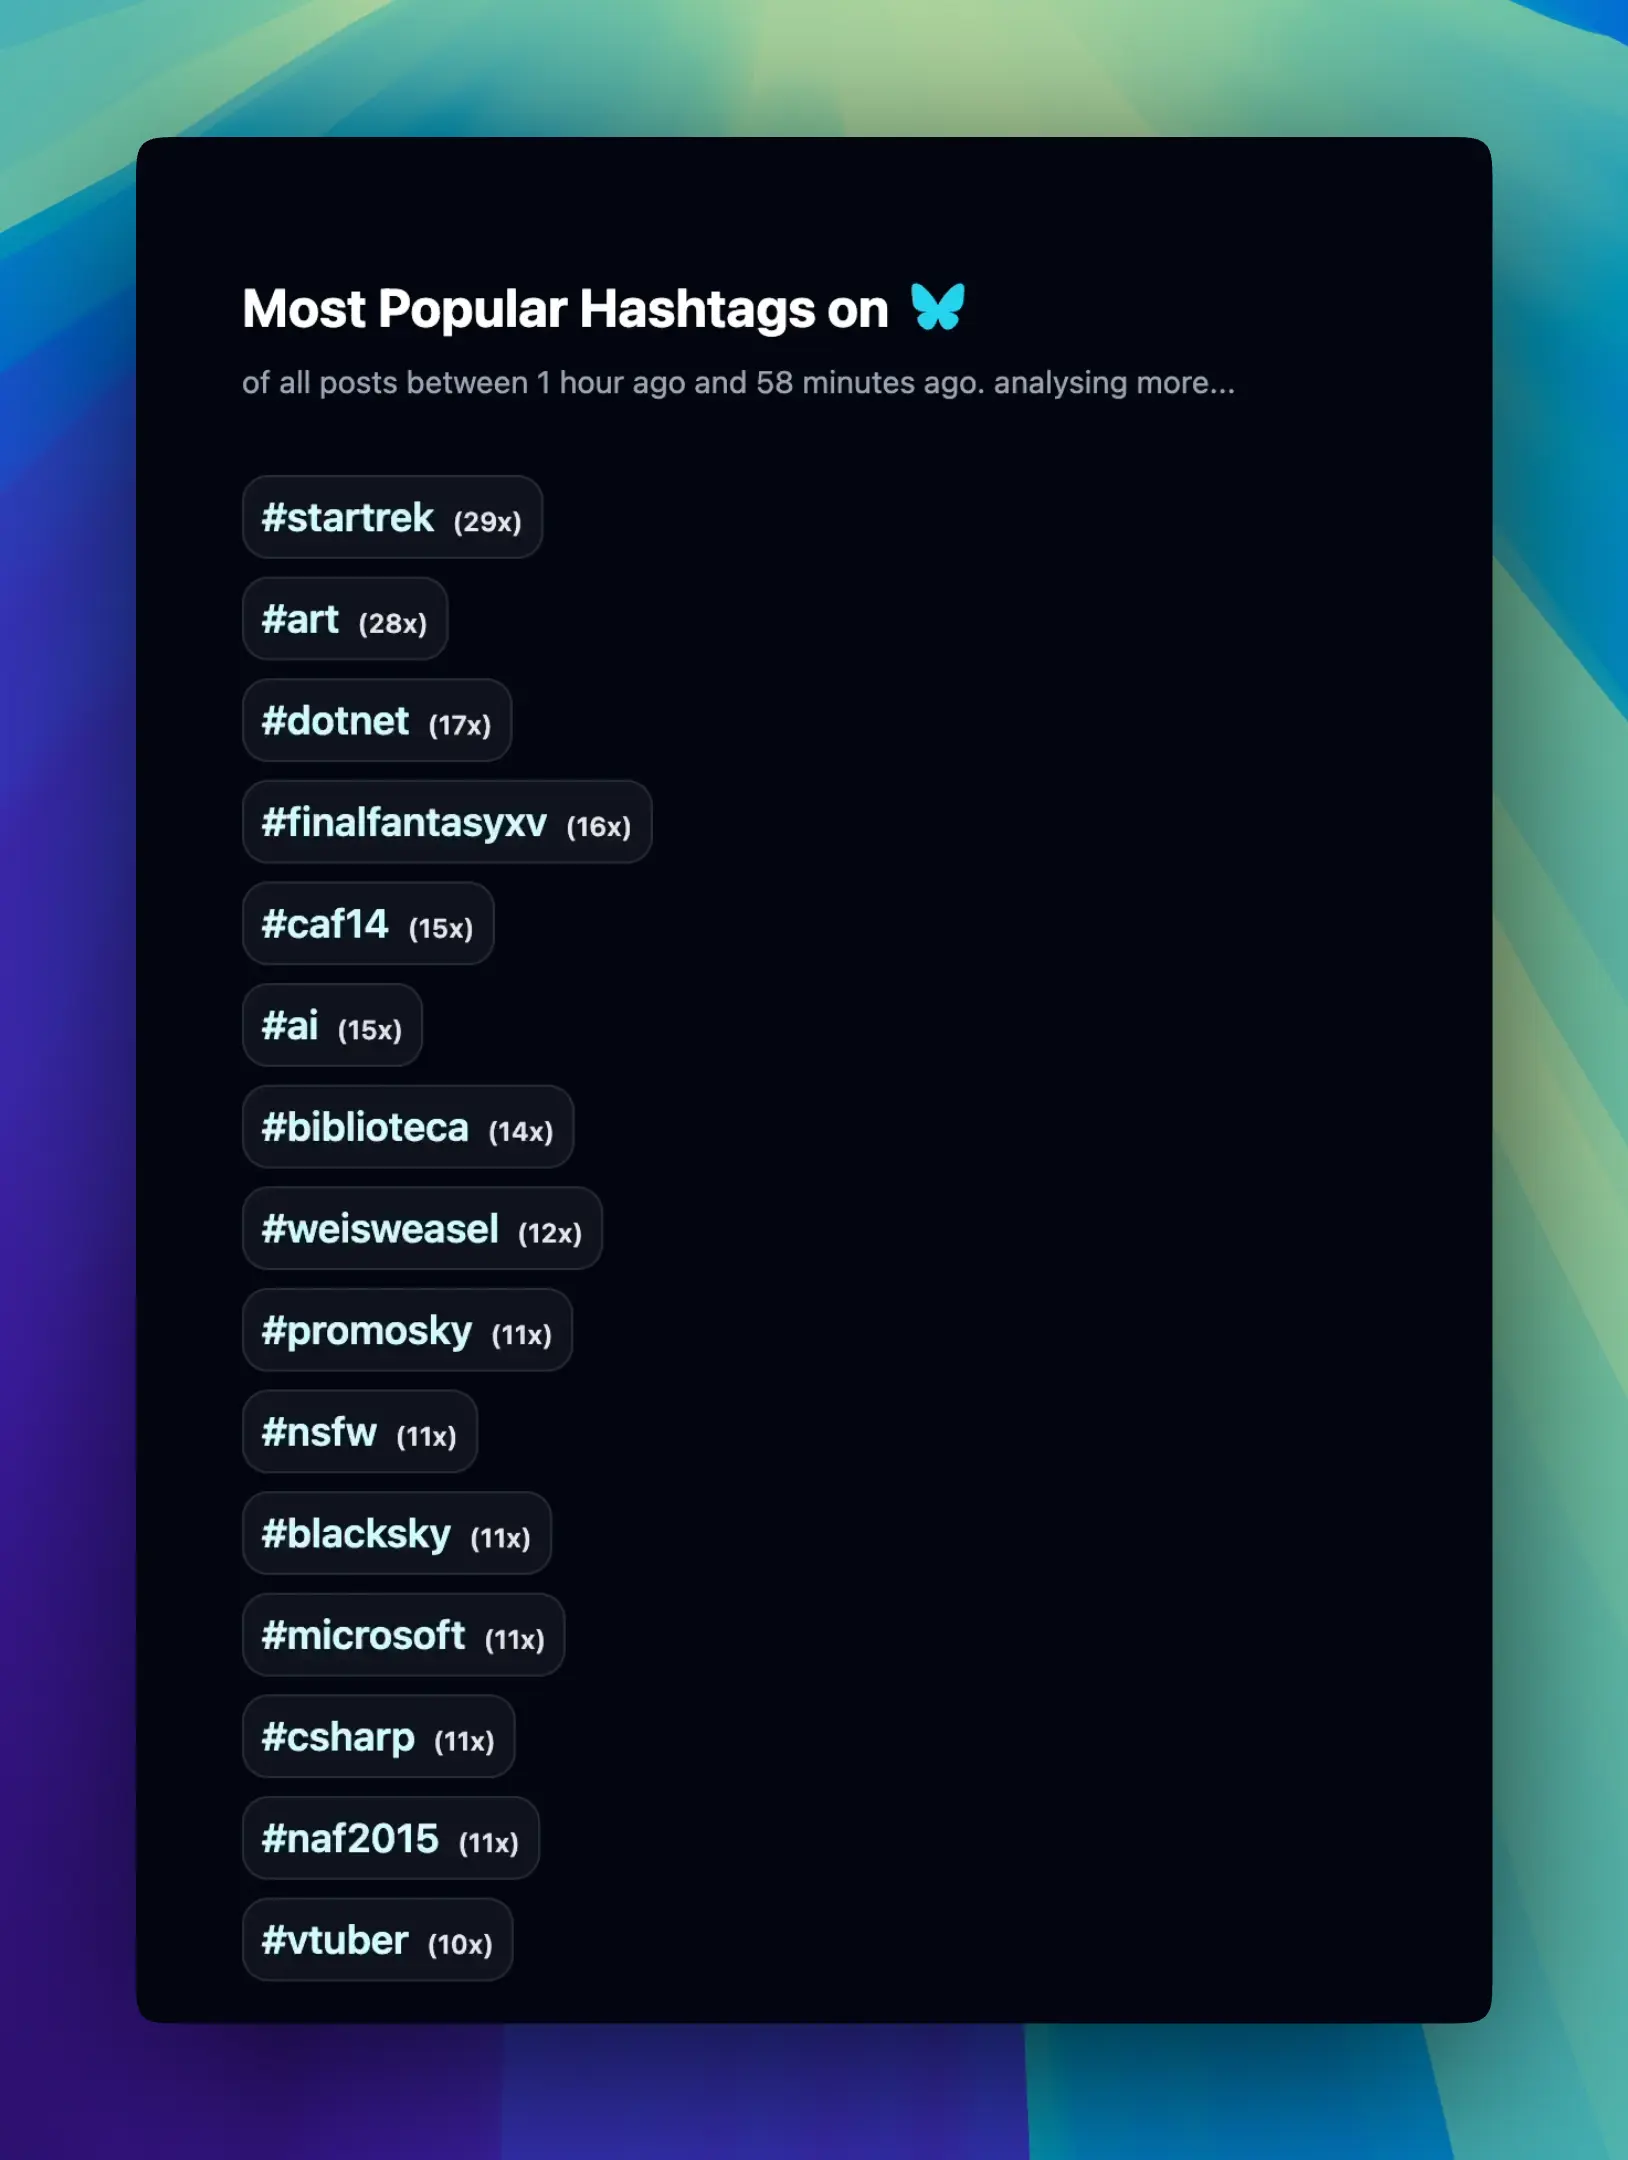 Most Popular Hashtags on
of all posts between 1 hour ago and 58 minutes ago. analysing more...
#startrek (29x)
#art (28x)
#dotnet (17x)
#finalfantasyxv (16x)
#caf14 (15x)
#ai (15x)
#biblioteca (14x)
#weisweasel (12x)
#promosky (11x)
#nsfw (11x)
#blacksky (11x)
#microsoft (11x)
#csharp (11x)
#naf2015 (11x)
#vtuber (10x)